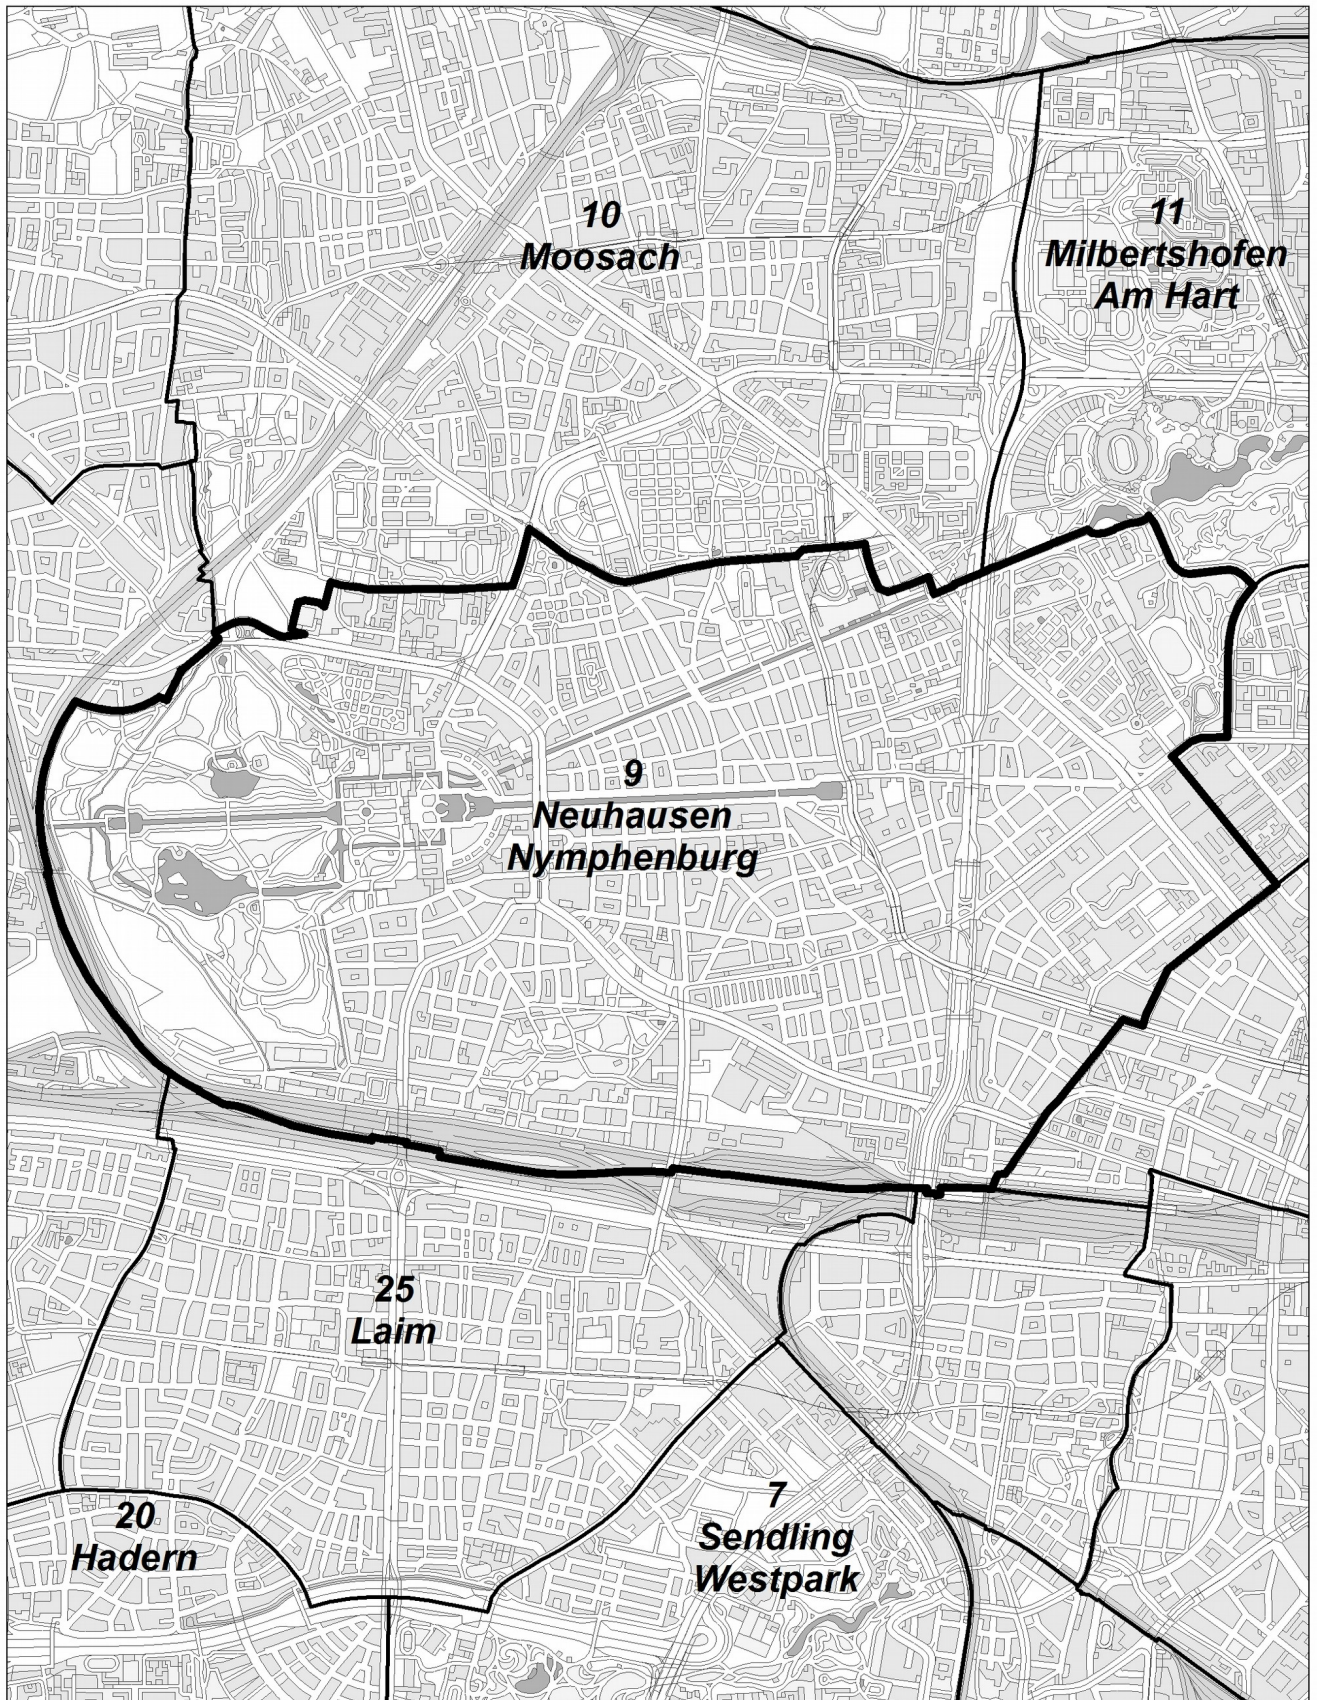 10
Moosach
11
Milbertshofen
Am Hart
9
Neuhausen
Nymphenburg
25
Laim
7
Sendling
Westpark
20
Hadern